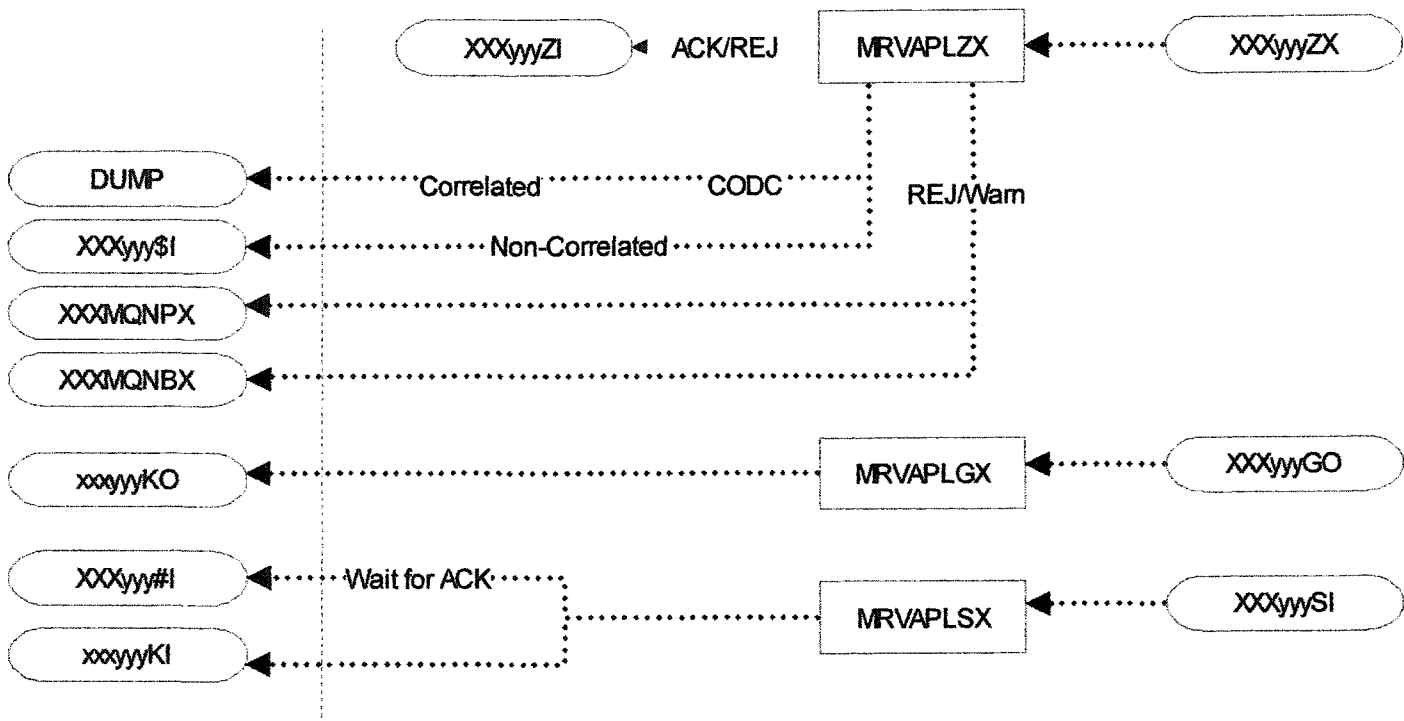 XXXyyyZI
ACK/REJ
MRVAPLZX
XXXyyyZX
DUMP
Correlated
CODC
REJ/Warn
XXXyyy$I
Non-Correlated
XXXMQNPX
XXXMQNBX
xxxyyyKO
MRVAPLGX
XXXyyyGO
XXXyyy#I
Wait for ACK
MRVAPLSX
XXXyyySI
xxxyyyKI